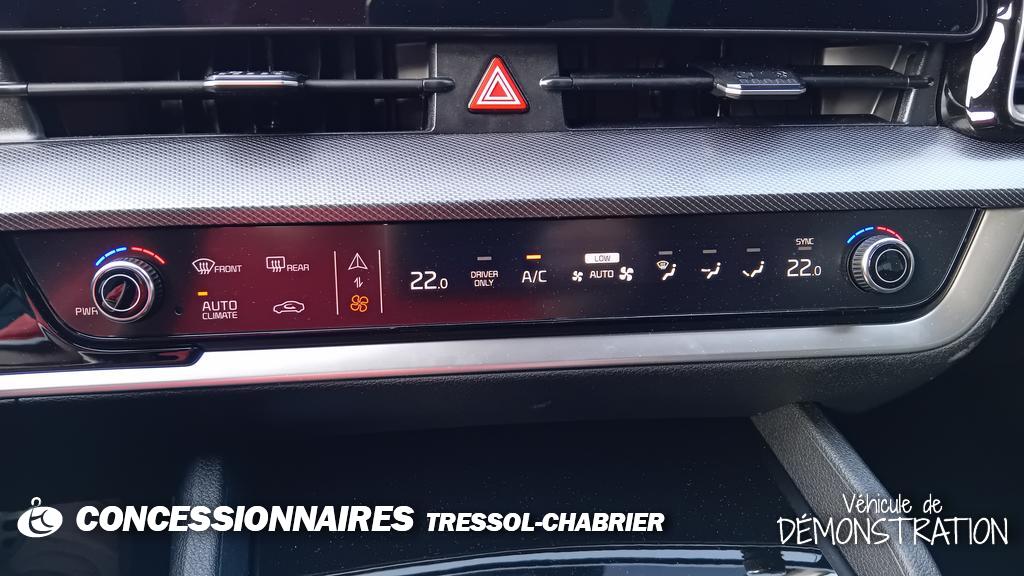 FRONT
REAR
PWR
AUTO
CLIMATE
22.0
DRIVER
ONLY
A/C
LOW
AUTO
SYNC
22.0
CONCESSIONNAIRES TRESSOL-CHABRIER
Véhicule de
DÉMONSTRATION